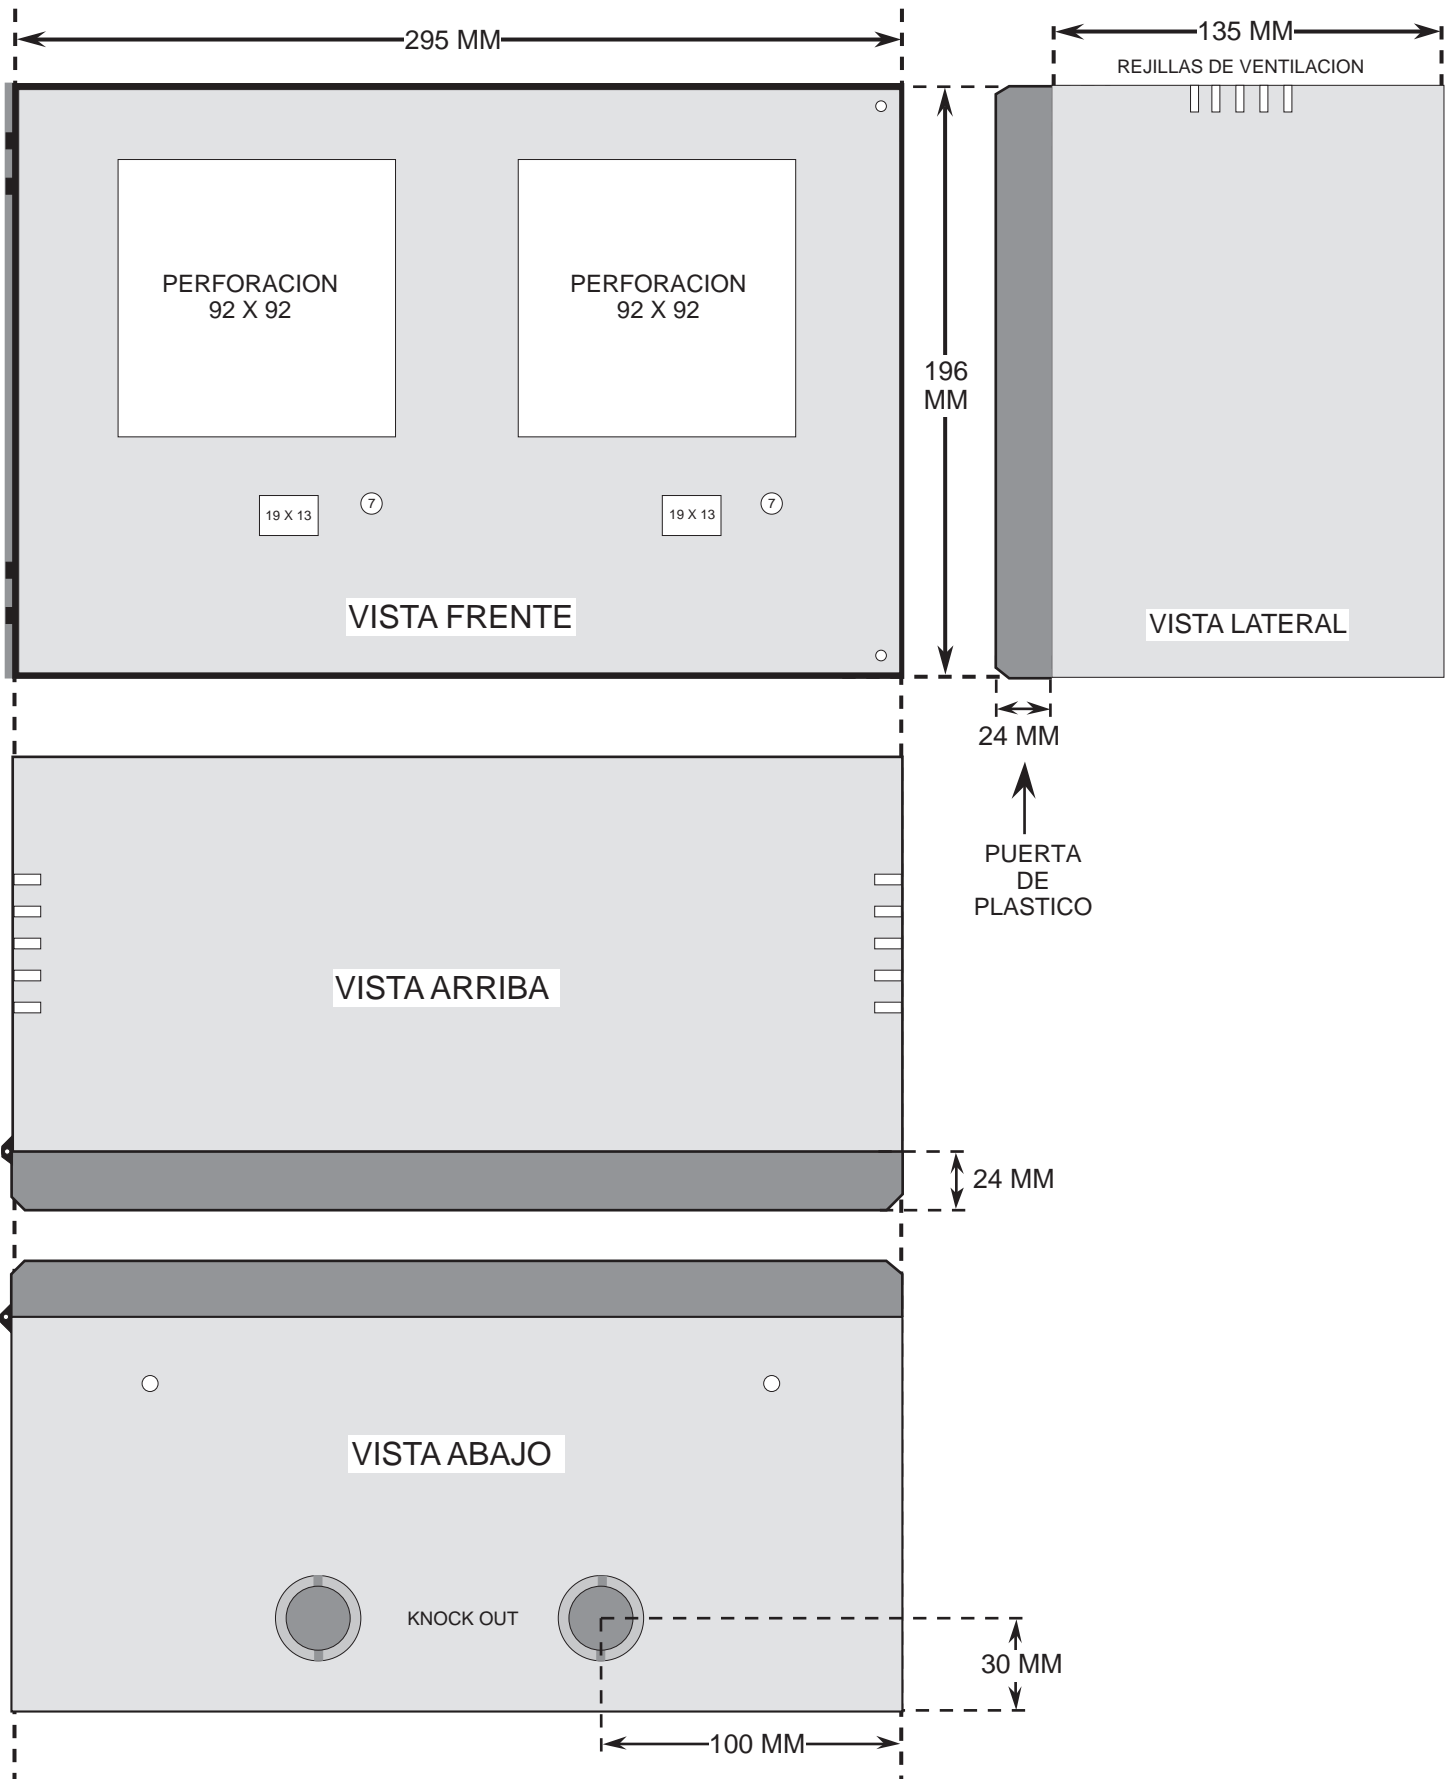 295 MM
135 MM
REJILLAS DE VENTILACION
PERFORACION
92 X 92
PERFORACION
92 X 92
196
MM
19 X 13
7
19 X 13
7
VISTA FRENTE
VISTA LATERAL
24 MM
PUERTA
DE
PLASTICO
VISTA ARRIBA
24 MM
VISTA ABAJO
KNOCK OUT
30 MM
100 MM